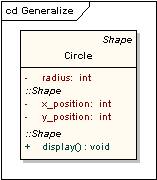 cd Generalize
Shape
Circle
- radius: int
::Shape
- x_position: int
- y_position: int
::Shape
+ display() : void